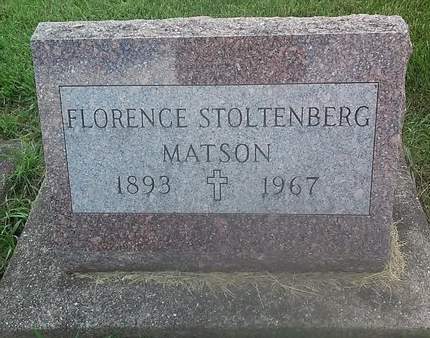 FLORENCE STOLTENBERG
MATSON
1893 1967